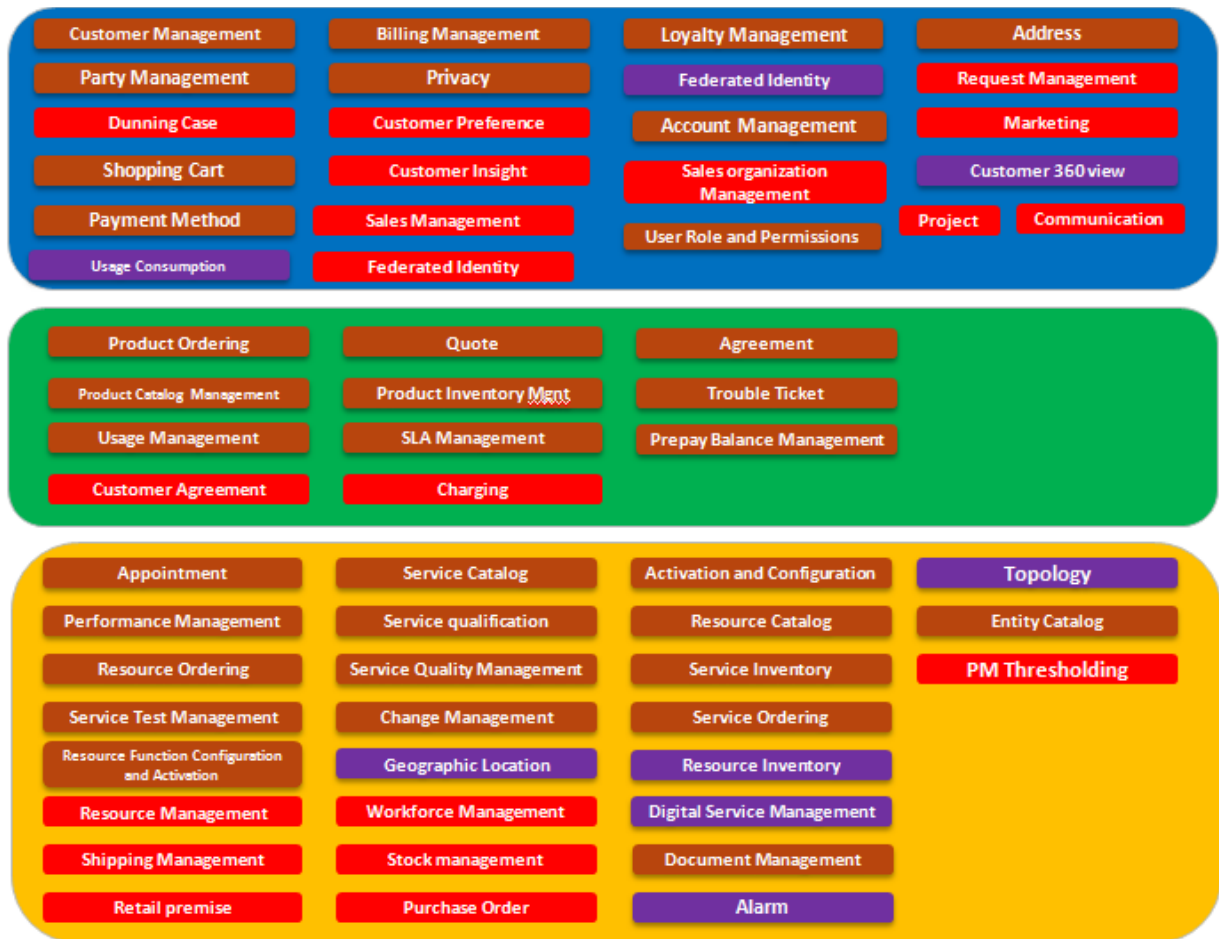 Customer Management
Billing Management
Loyalty Management
Address
Party Management
Privacy
Federated Identity
Request Management
Dunning Case
Customer Preference
Account Management
Marketing
Shopping Cart
Customer Insight
Sales organization
Management
Customer 360 view
Payment Method
Sales Management
User Role and Permissions
Project
Communication
Usage Consumption
Federated Identity
Product Ordering
Quote
Agreement
Product Catalog Management
Product Inventory Mgnt
Trouble Ticket
Usage Management
SLA Management
Prepay Balance Management
Customer Agreement
Charging
Appointment
Service Catalog
Activation and Configuration
Topology
Performance Management
Service qualification
Resource Catalog
Entity Catalog
Resource Ordering
Service Quality Management
Service Inventory
PM Thresholding
Service Test Management
Change Management
Service Ordering
Resource Function Configuration
and Activation
Geographic Location
Resource Inventory
Resource Management
Workforce Management
Digital Service Management
Shipping Management
Stock management
Document Management
Retail premise
Purchase Order
Alarm